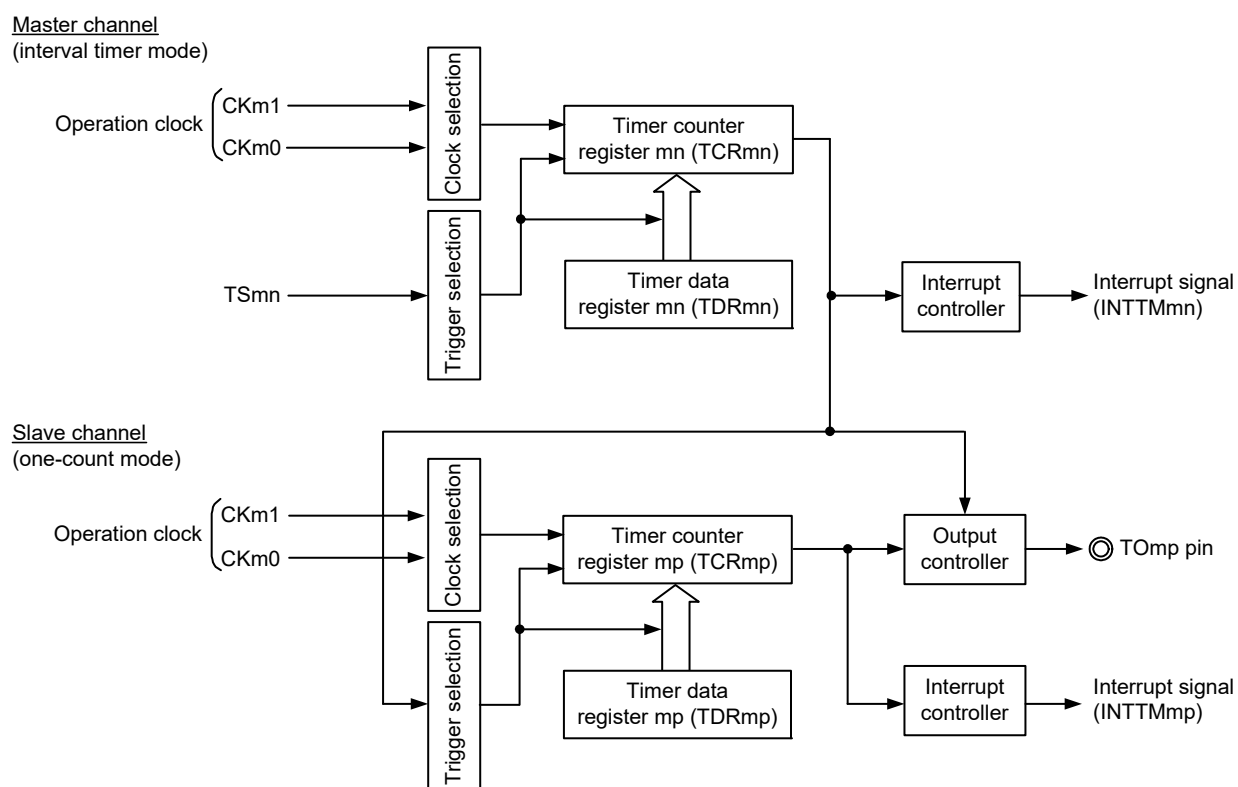 Master channel
(interval timer mode)
Operation clock
CKm1
CKm0
Clock selection
Timer counter
register mn (TCRmn)
TSmn
Trigger selection
Timer data
register mn (TDRmn)
Interrupt
controller
Interrupt signal
(INTTMmn)
Slave channel
(one-count mode)
Operation clock
CKm1
CKm0
Clock selection
Timer counter
register mp (TCRmp)
Output
controller
TOmp pin
Trigger selection
Timer data
register mp (TDRmp)
Interrupt
controller
Interrupt signal
(INTTMmp)